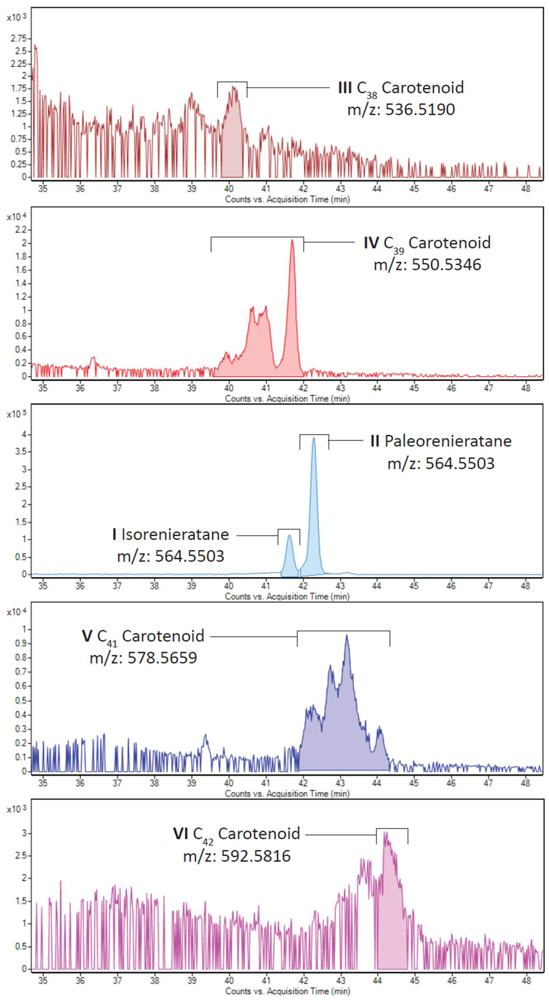 x10 3
2.75
2.5
2.25
2
1.75
1.5
1.25
1
0.75
0.5
0.25
0
III C38 Carotenoid
m/z: 536.5190
35 36 37 38 39 40 41 42 43 44 45 46 47 48
Counts vs. Acquisition Time (min)
x10 4
2.2
2
1.8
1.6
1.4
1.2
1
0.8
0.6
0.4
0.2
0
IV C39 Carotenoid
m/z: 550.5346
35 36 37 38 39 40 41 42 43 44 45 46 47 48
Counts vs. Acquisition Time (min)
x10 5
4
3.5
3
2.5
2
1.5
1
0.5
0
II Paleorenieratane
m/z: 564.5503
I Isorenieratane
m/z: 564.5503
35 36 37 38 39 40 41 42 43 44 45 46 47 48
Counts vs. Acquisition Time (min)
x10 4
1
0.9
0.8
0.7
0.6
0.5
0.4
0.3
0.2
0.1
0
V C41 Carotenoid
m/z: 578.5659
35 36 37 38 39 40 41 42 43 44 45 46 47 48
Counts vs. Acquisition Time (min)
x10 3
3
2.5
2
1.5
1
0.5
0
VI C42 Carotenoid
m/z: 592.5816
35 36 37 38 39 40 41 42 43 44 45 46 47 48
Counts vs. Acquisition Time (min)